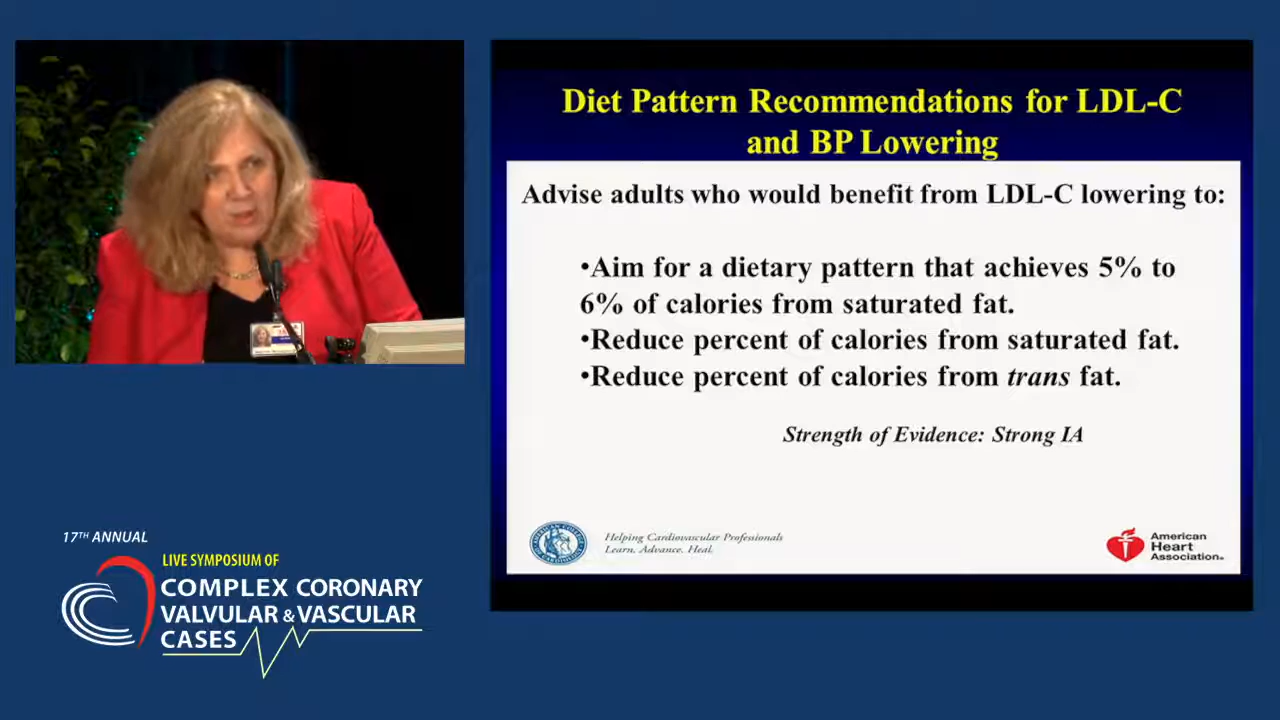 Diet Pattern Recommendations for LDL-C
and BP Lowering
Advise adults who would benefit from LDL-C lowering to:
•Aim for a dietary pattern that achieves 5% to
6% of calories from saturated fat.
•Reduce percent of calories from saturated fat.
•Reduce percent of calories from trans fat.
Strength of Evidence: Strong IA
Helping Cardiovascular Professionals
Learn. Advance. Heal.
American
Heart
Association®
17TH ANNUAL
LIVE SYMPOSIUM OF
COMPLEX CORONARY
VALVULAR & VASCULAR
CASES